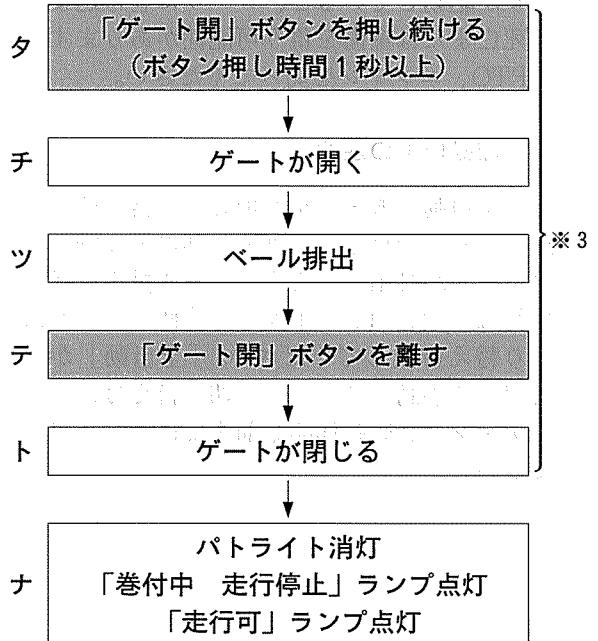 タ 「ゲート開」ボタンを押し続ける
(ボタン押し時間1秒以上)
チ ゲートが開く
ツ ベール排出
※3
テ 「ゲート開」ボタンを離す
ト ゲートが閉じる
パトライト消灯
ナ 「巻付中 走行停止」ランプ点灯
「走行可」ランプ点灯